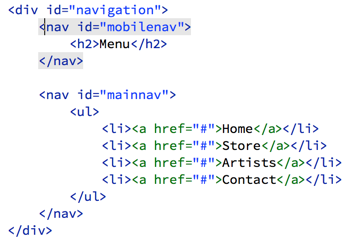 <div id="navigation">
<nav id="mobilenav">
<h2>Menu</h2>
</nav>
<nav id="mainnav">
<ul>
<li><a href="#">Home</a></li>
<li><a href="#">Store</a></li>
<li><a href="#">Artists</a></li>
<li><a href="#">Contact</a></li>
</ul>
</nav>
</div>